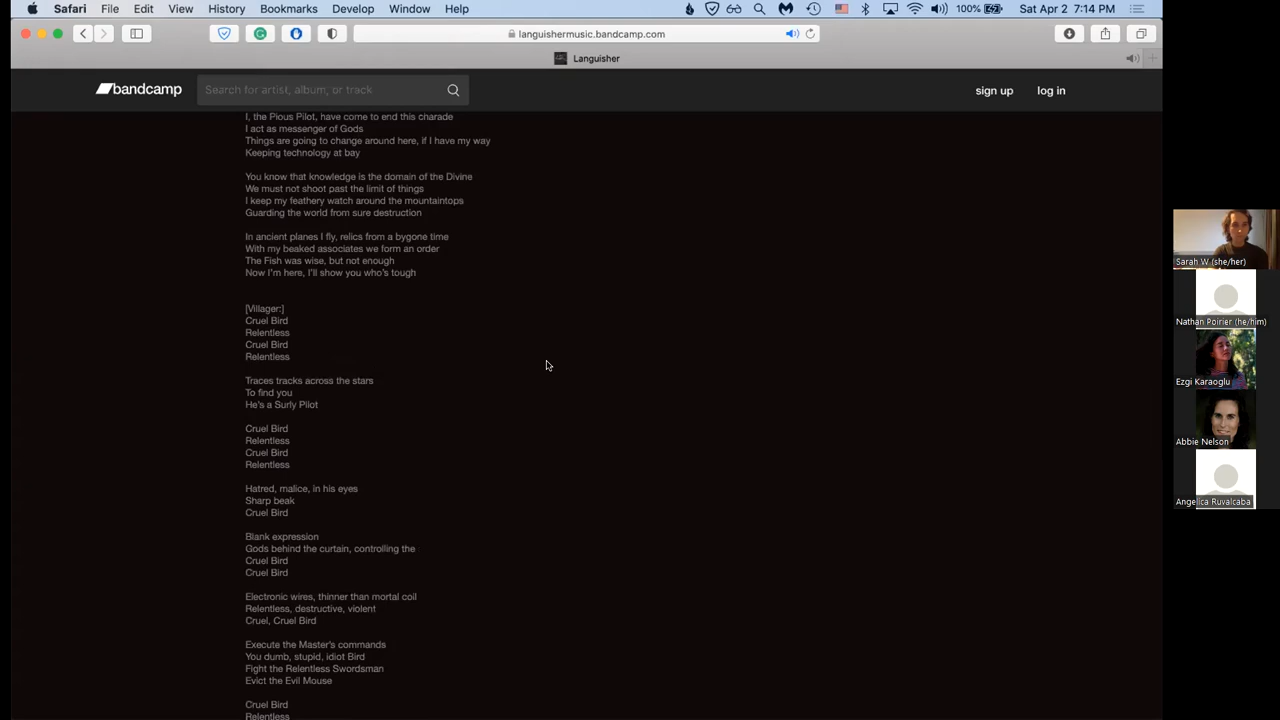 Safari File Edit View History Bookmarks Develop Window Help 100% Sat Apr 2 7:14 PM
languishermusic.bandcamp.com
Languisher
bandcamp Search for artist, album, or track sign up log in
I, the Pious Pilot, have come to end this charade
I act as messenger of Gods
Things are going to change around here, if I have my way
Keeping technology at bay
You know that knowledge is the domain of the Divine
We must not shoot past the limit of things
I keep my feathery watch around the mountaintops
Guarding the world from sure destruction
In ancient planes I fly, relics from a bygone time
With my beaked associates we form an order
The Fish was wise, but not enough
Now I'm here, I'll show you who's tough
[Villager:]
Cruel Bird
Relentless
Cruel Bird
Relentless
Traces tracks across the stars
To find you
He's a Surly Pilot
Cruel Bird
Relentless
Cruel Bird
Relentless
Hatred, malice, in his eyes
Sharp beak
Cruel Bird
Blank expression
Gods behind the curtain, controlling the
Cruel Bird
Cruel Bird
Electronic wires, thinner than mortal coil
Relentless, destructive, violent
Cruel, Cruel Bird
Execute the Master's commands
You dumb, stupid, idiot Bird
Fight the Relentless Swordsman
Evict the Evil Mouse
Cruel Bird
Relentless
Sarah W (she/her)
Nathan Poirier (he/him)
Ezgi Karaoglu
Abbie Nelson
Angelica Ruvalcaba